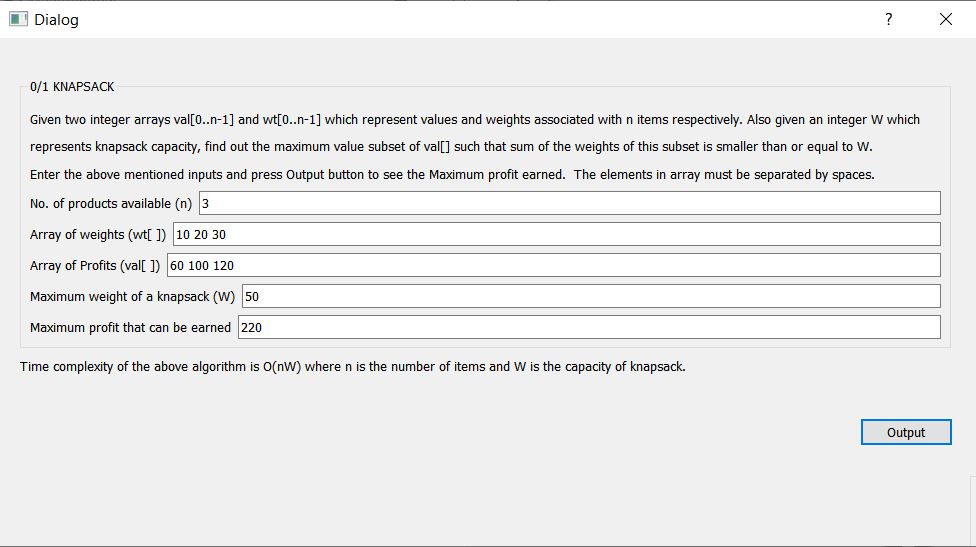 Dialog
?
0/1 KNAPSACK
Given two integer arrays val[0..n-1] and wt[0..n-1] which represent values and weights associated with n items respectively. Also given an integer W which
represents knapsack capacity, find out the maximum value subset of val[] such that sum of the weights of this subset is smaller than or equal to W.
Enter the above mentioned inputs and press Output button to see the Maximum profit earned.  The elements in array must be separated by spaces.
No. of products available (n) 3
Array of weights (wt[ ]) 10 20 30
Array of Profits (val[ ]) 60 100 120
Maximum weight of a knapsack (W) 50
Maximum profit that can be earned 220
Time complexity of the above algorithm is O(nW) where n is the number of items and W is the capacity of knapsack.
Output